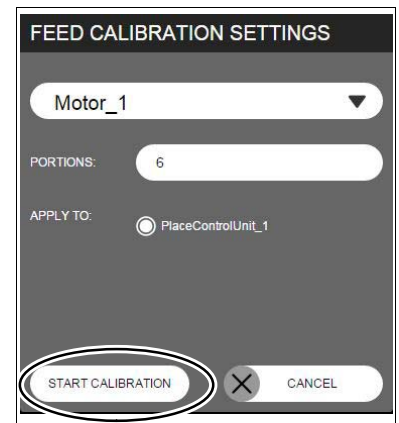 FEED CALIBRATION SETTINGS
Motor_1
PORTIONS: 6
APPLY TO: PlaceControlUnit_1
START CALIBRATION CANCEL